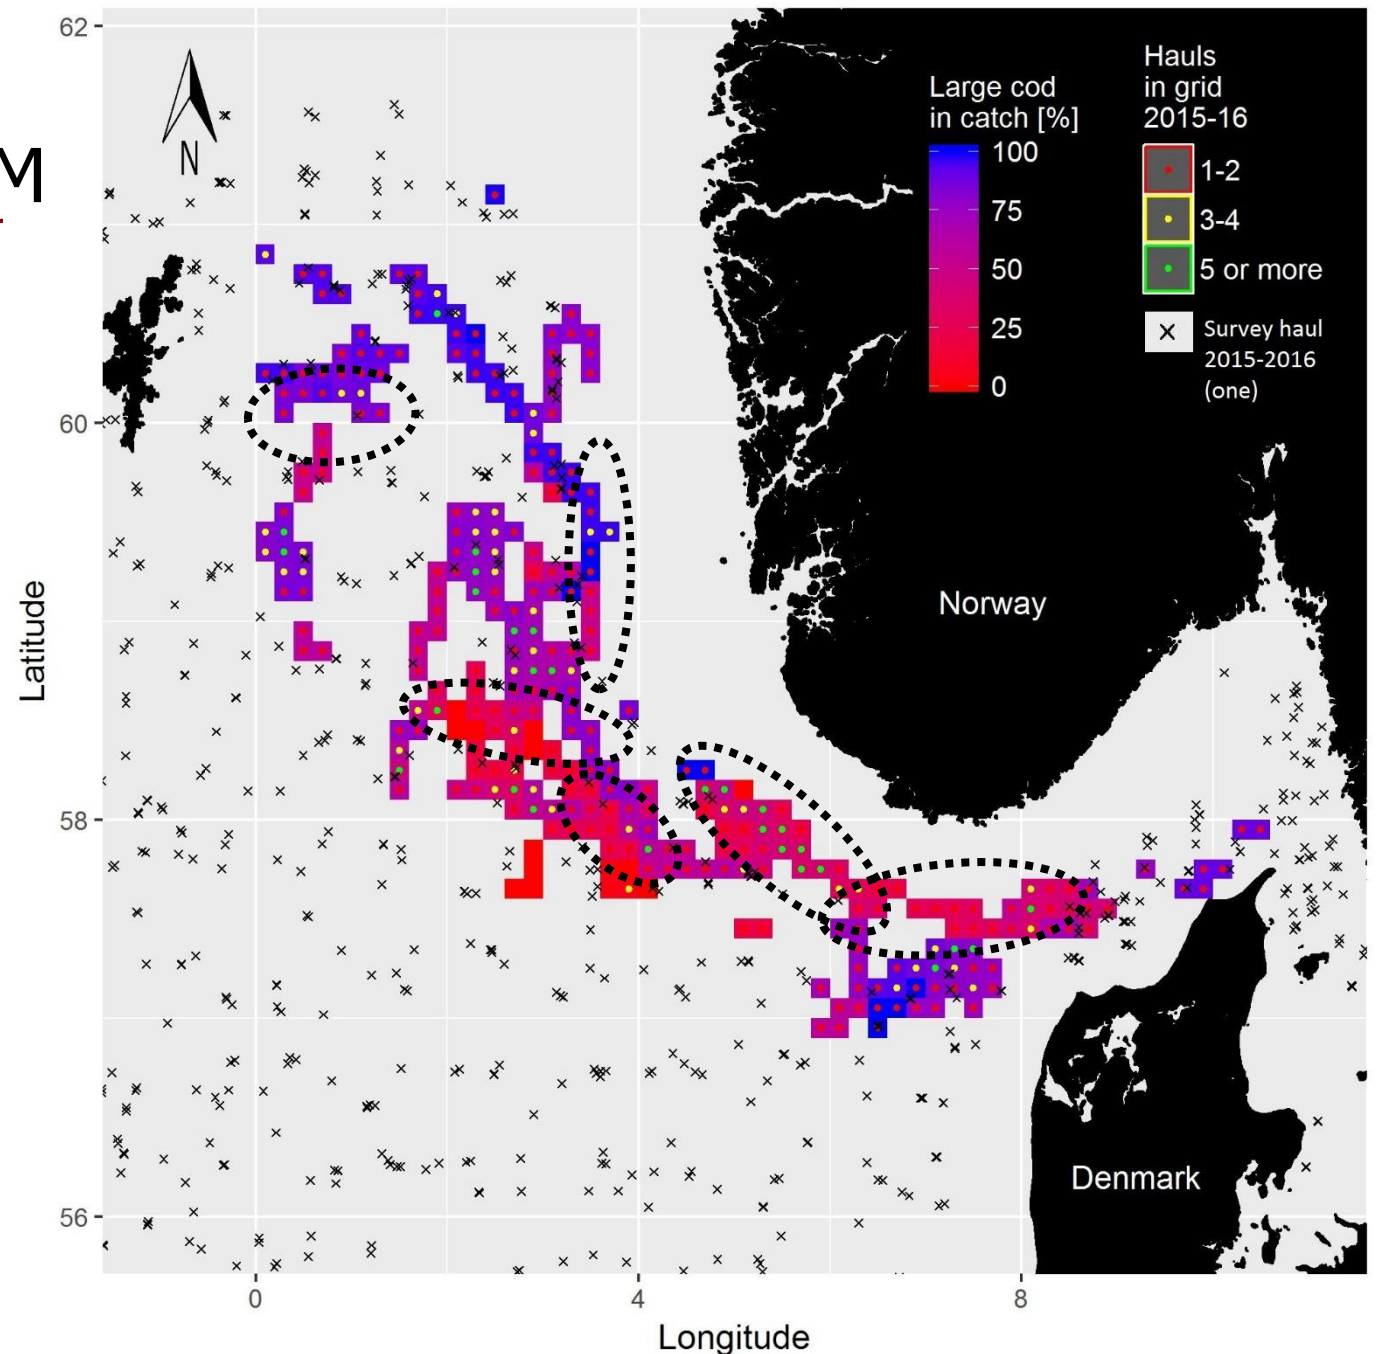 M
62
60
58
56
Latitude
N
Large cod
in catch [%]
100
75
50
25
0
Hauls
in grid
2015-16
1-2
3-4
5 or more
Survey haul
2015-2016
(one)
Norway
Denmark
0
4
8
Longitude